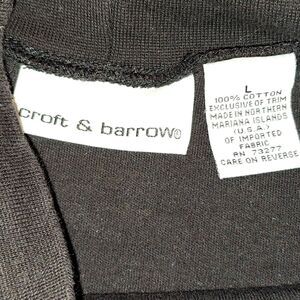 croft & barrow®
L
100% COTTON
EXCLUSIVE OF TRIM
MADE IN NORTHERN
MARIANA ISLANDS
(U.S.A.)
OF IMPORTED
FABRIC
RN 73277
CARE ON REVERSE